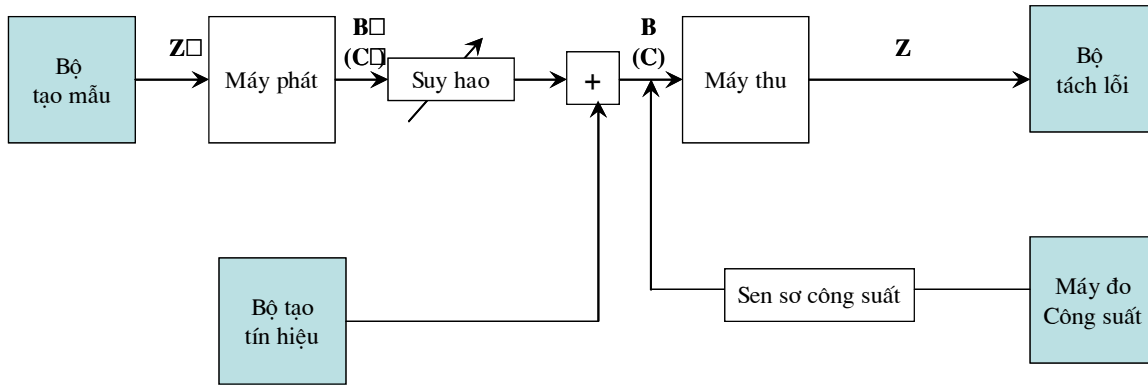 Bộ
tạo mẫu
Z□
Máy phát
B□
(C□)
Suy hao
+
B
(C)
Máy thu
Z
Bộ
tách lỗi
Bộ tạo
tín hiệu
Sen sơ công suất
Máy đo
Công suất